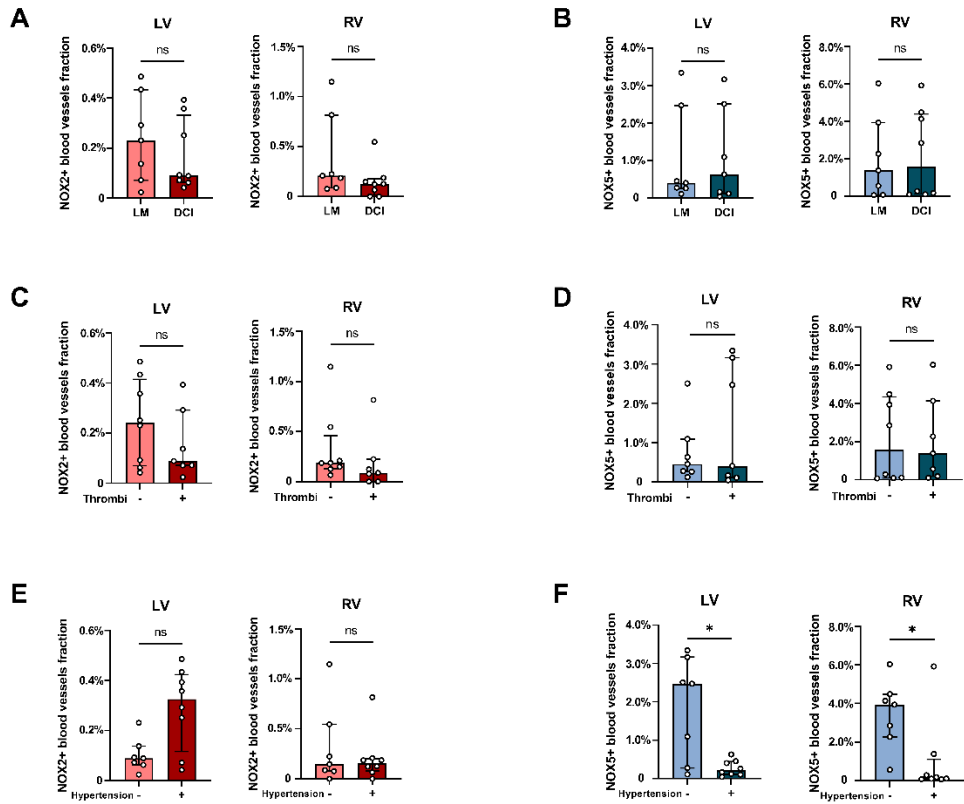 A
LV
NOX2+ blood vessels fraction
0.6%
0.4%
0.2%
0
ns
LM
DCI
RV
NOX2+ blood vessels fraction
1.5%
1.0%
0.5%
0
ns
LM
DCI
B
LV
NOX5+ blood vessels fraction
4.0%
3.0%
2.0%
1.0%
0
ns
LM
DCI
RV
NOX5+ blood vessels fraction
8.0%
6.0%
4.0%
2.0%
0
ns
LM
DCI
C
LV
NOX2+ blood vessels fraction
0.6%
0.4%
0.2%
0
ns
Thrombi - +
RV
NOX2+ blood vessels fraction
1.5%
1.0%
0.5%
0
ns
- +
D
LV
NOX5+ blood vessels fraction
4.0%
3.0%
2.0%
1.0%
0
ns
Thrombi - +
RV
NOX5+ blood vessels fraction
8.0%
6.0%
4.0%
2.0%
0
ns
- +
E
LV
NOX2+ blood vessels fraction
0.6%
0.4%
0.2%
0
ns
Hypertension - +
RV
NOX2+ blood vessels fraction
1.5%
1.0%
0.5%
0
ns
- +
F
LV
NOX5+ blood vessels fraction
4.0%
3.0%
2.0%
1.0%
0
*
Hypertension - +
RV
NOX5+ blood vessels fraction
8.0%
6.0%
4.0%
2.0%
0
*
- +